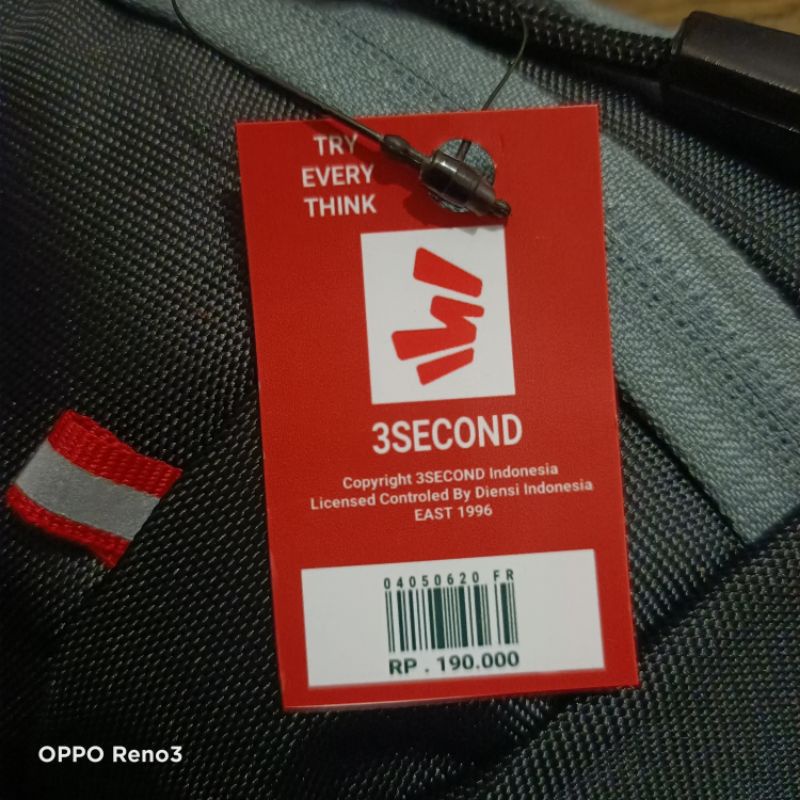 TRY
EVERY
THINK
3SECOND
Copyright 3SECOND Indonesia
Licensed Controled By Diensi Indonesia
EAST 1996
04050620 FR
RP . 190.000
OPPO Reno3